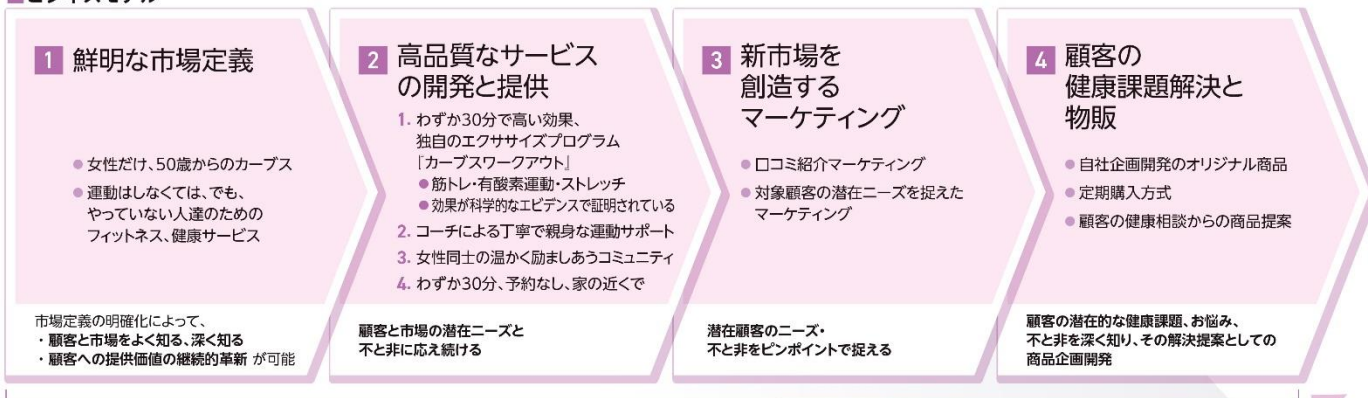 ビジネスモデル
1 鮮明な市場定義
女性だけ、50歳からのカーブス
運動はしなくては、でも、
やっていない人達のための
フィットネス、健康サービス
市場定義の明確化によって、
・顧客と市場をよく知る、深く知る
・顧客への提供価値の継続的革新 が可能
2 高品質なサービス
の開発と提供
1. わずか30分で高い効果、
独自のエクササイズプログラム
『カーブスワークアウト』
筋トレ・有酸素運動・ストレッチ
効果が科学的なエビデンスで証明されている
2. コーチによる丁寧で親身な運動サポート
3. 女性同士の温かく励ましあうコミュニティ
4. わずか30分、予約なし、家の近くで
顧客と市場の潜在ニーズと
不と非に応え続ける
3 新市場を
創造する
マーケティング
口コミ紹介マーケティング
対象顧客の潜在ニーズを捉えた
マーケティング
潜在顧客のニーズ・
不と非をピンポイントで捉える
4 顧客の
健康課題解決と
物販
自社企画開発のオリジナル商品
定期購入方式
顧客の健康相談からの商品提案
顧客の潜在的な健康課題、お悩み、
不と非を深く知り、その解決提案としての
商品企画開発